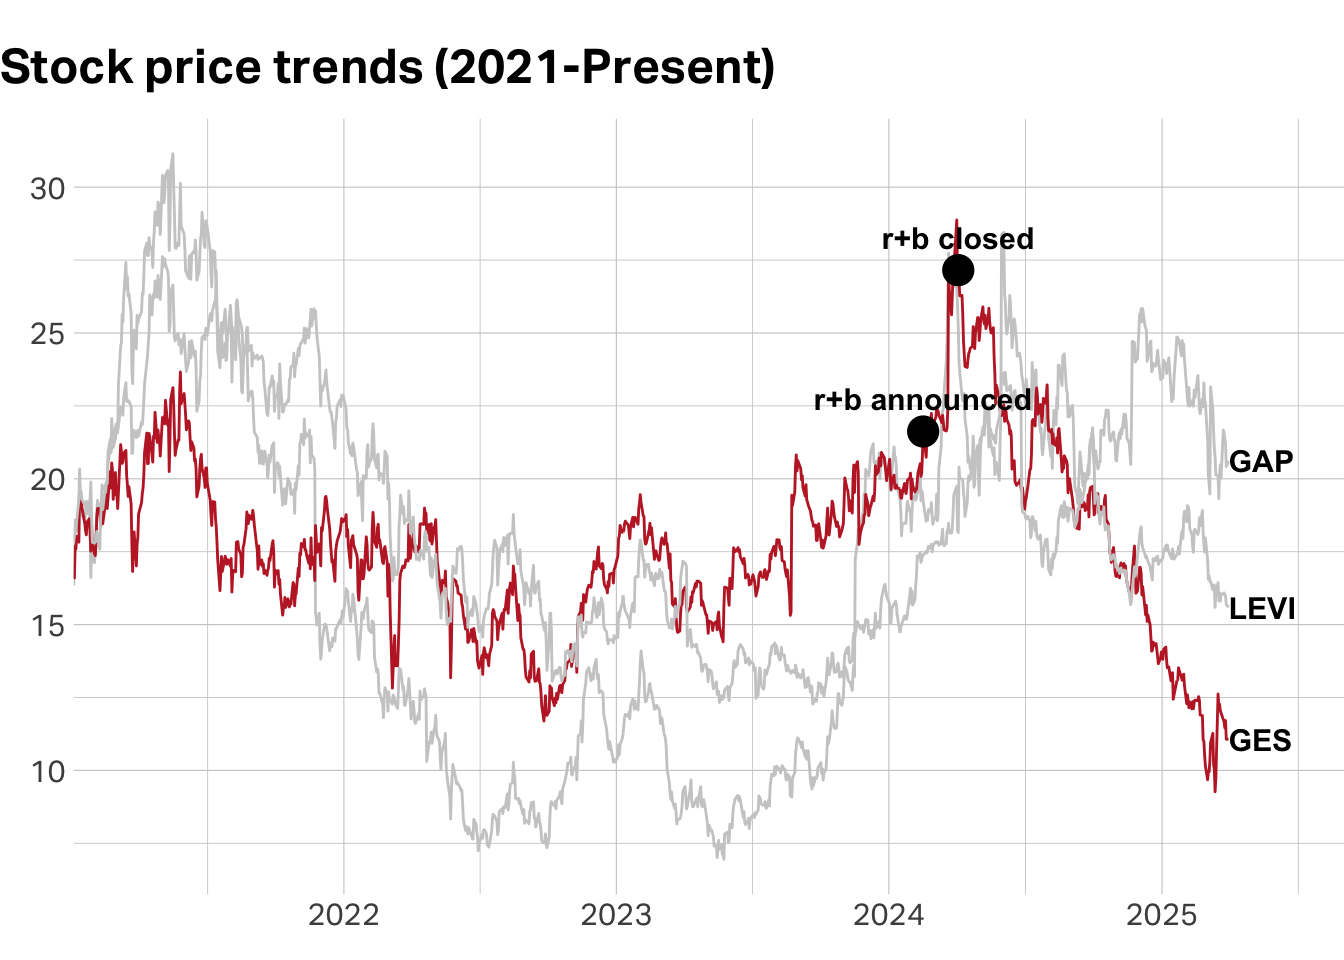 Stock price trends (2021-Present)
30
25
20
15
10
r+b closed
r+b announced
GAP
LEVI
GES
2022
2023
2024
2025